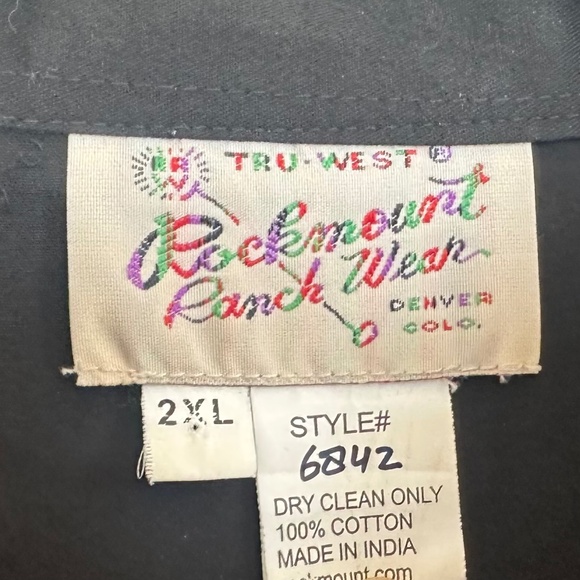 TRU-WEST ®
Rockmount
Ranch Wear
DENVER
COLO.
2XL
STYLE#
6842
DRY CLEAN ONLY
100% COTTON
MADE IN INDIA